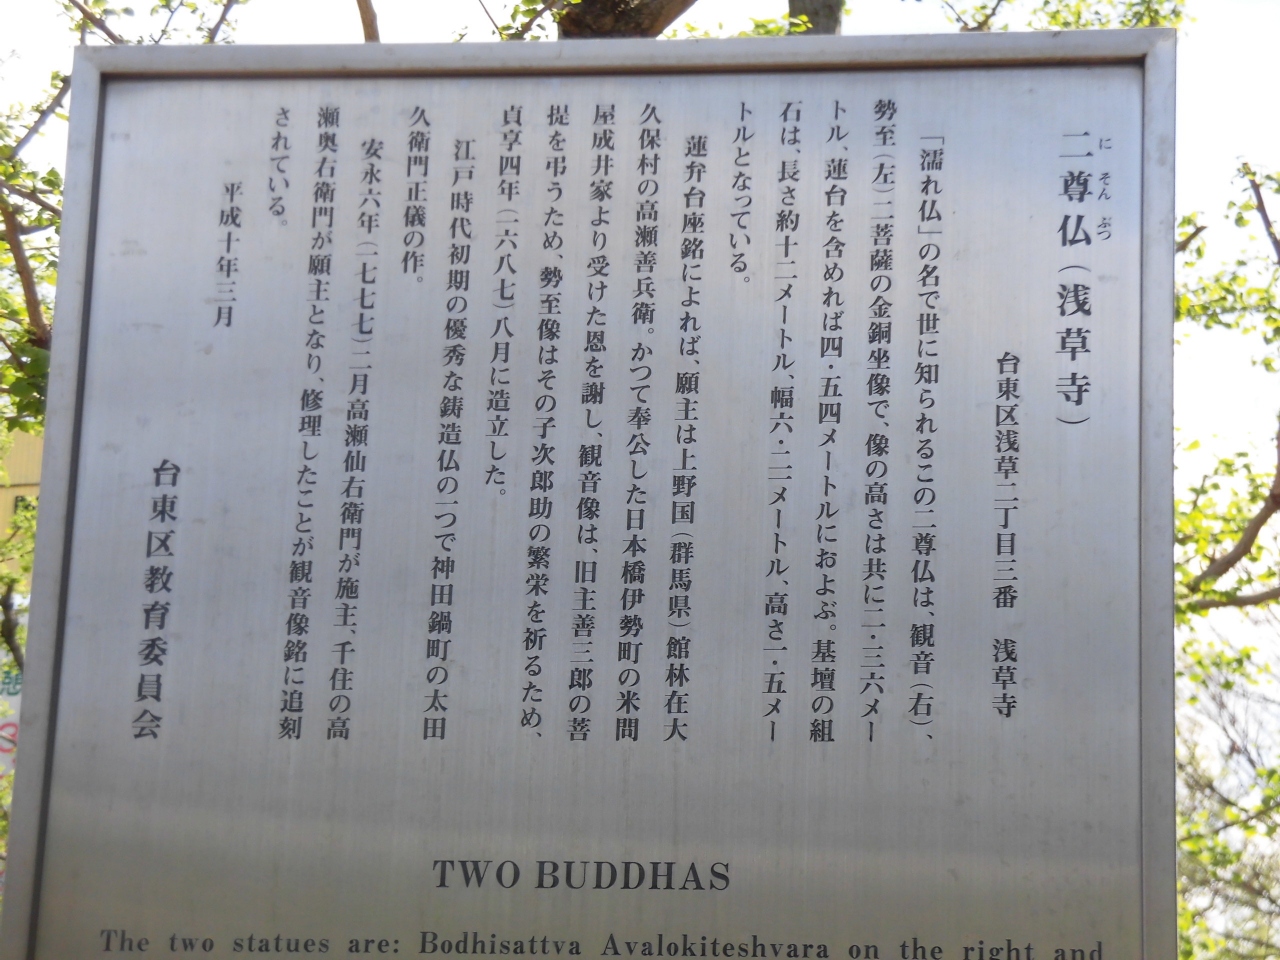 二尊仏（浅草寺）
にそんぶつ
台東区浅草二丁目三番　浅草寺
「濡れ仏」の名で世に知られるこの二尊仏は、観音（右）、
勢至（左）二菩薩の金銅坐像で、像の高さは共に二・三六メー
トル、蓮台を含めれば四・五四メートルにおよぶ。基壇の組
石は、長さ約十二メートル、幅六・二一メートル、高さ一・五メー
トルとなっている。
蓮弁台座銘によれば、願主は上野国（群馬県）館林在大
久保村の高瀬善兵衛。かつて奉公した日本橋伊勢町の米問
屋成井家より受けた恩を謝し、観音像は、旧主善三郎の菩
提を弔うため、勢至像はその子次郎助の繁栄を祈るため、
貞享四年（一六八七）八月に造立した。
江戸時代初期の優秀な鋳造仏の一つで神田鍋町の太田
久衛門正儀の作。
安永六年（一七七七）二月高瀬仙右衛門が施主、千住の高
瀬奥右衛門が願主となり、修理したことが観音像銘に追刻
されている。
平成十年三月
台東区教育委員会
TWO BUDDHAS
The two statues are: Bodhisattva Avalokiteshvara on the right and